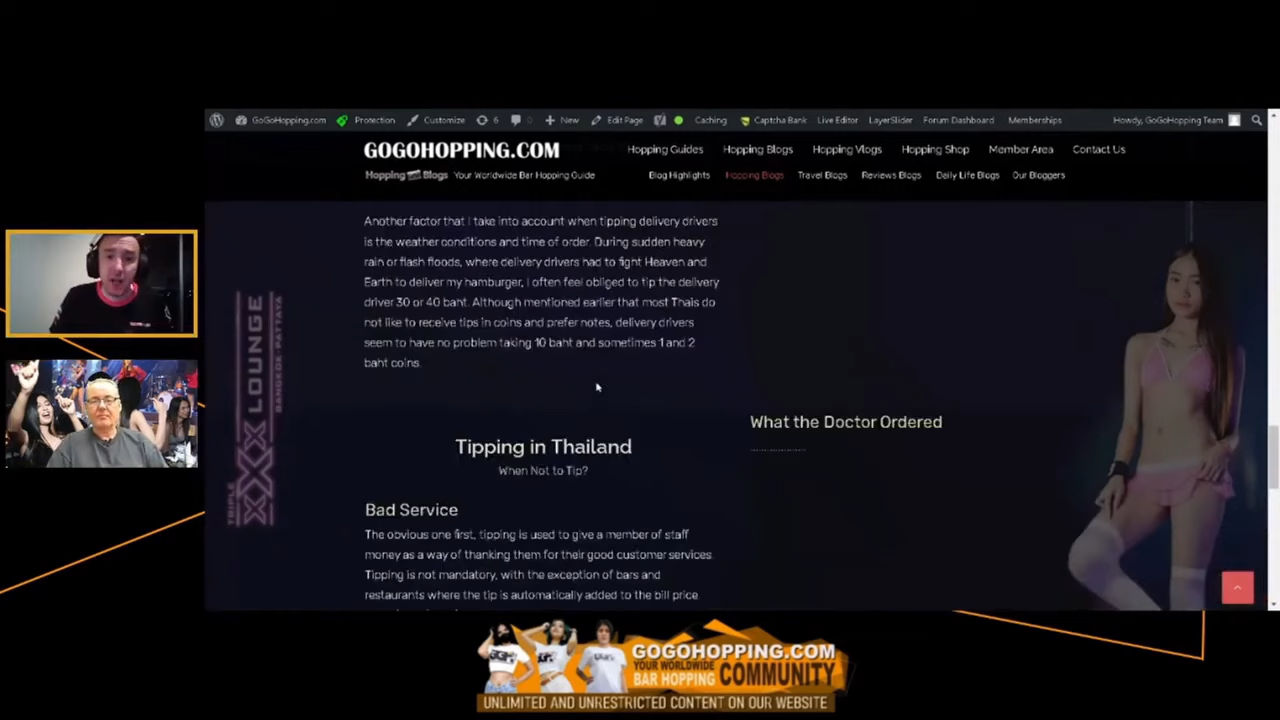 GoGoHopping.com Protection Customize 6 New Edit Page Caching Captcha Bank Live Editor LayerSlider Forum Dashboard Memberships Howdy, GoGoHopping Team
GOGOHOPPING.COM Hopping Guides Hopping Blogs Hopping Vlogs Hopping Shop Member Area Contact Us
Hopping Blogs Your Worldwide Bar Hopping Guide Blog Highlights Hopping Blogs Travel Blogs Reviews Blogs Daily Life Blogs Our Bloggers
Another factor that I take into account when tipping delivery drivers
is the weather conditions and time of order. During sudden heavy
rain or flash floods, where delivery drivers had to fight Heaven and
Earth to deliver my hamburger, I often feel obliged to tip the delivery
driver 30 or 40 baht. Although mentioned earlier that most Thais do
not like to receive tips in coins and prefer notes, delivery drivers
seem to have no problem taking 10 baht and sometimes 1 and 2
baht coins.
Tipping in Thailand
When Not to Tip?
Bad Service
The obvious one first, tipping is used to give a member of staff
money as a way of thanking them for their good customer services.
Tipping is not mandatory, with the exception of bars and
restaurants where the tip is automatically added to the bill price
What the Doctor Ordered
TRIPLE
XXX LOUNGE
BANGKOK-PATTAYA
GOGOHOPPING.COM
YOUR WORLDWIDE
BAR HOPPING COMMUNITY
UNLIMITED AND UNRESTRICTED CONTENT ON OUR WEBSITE